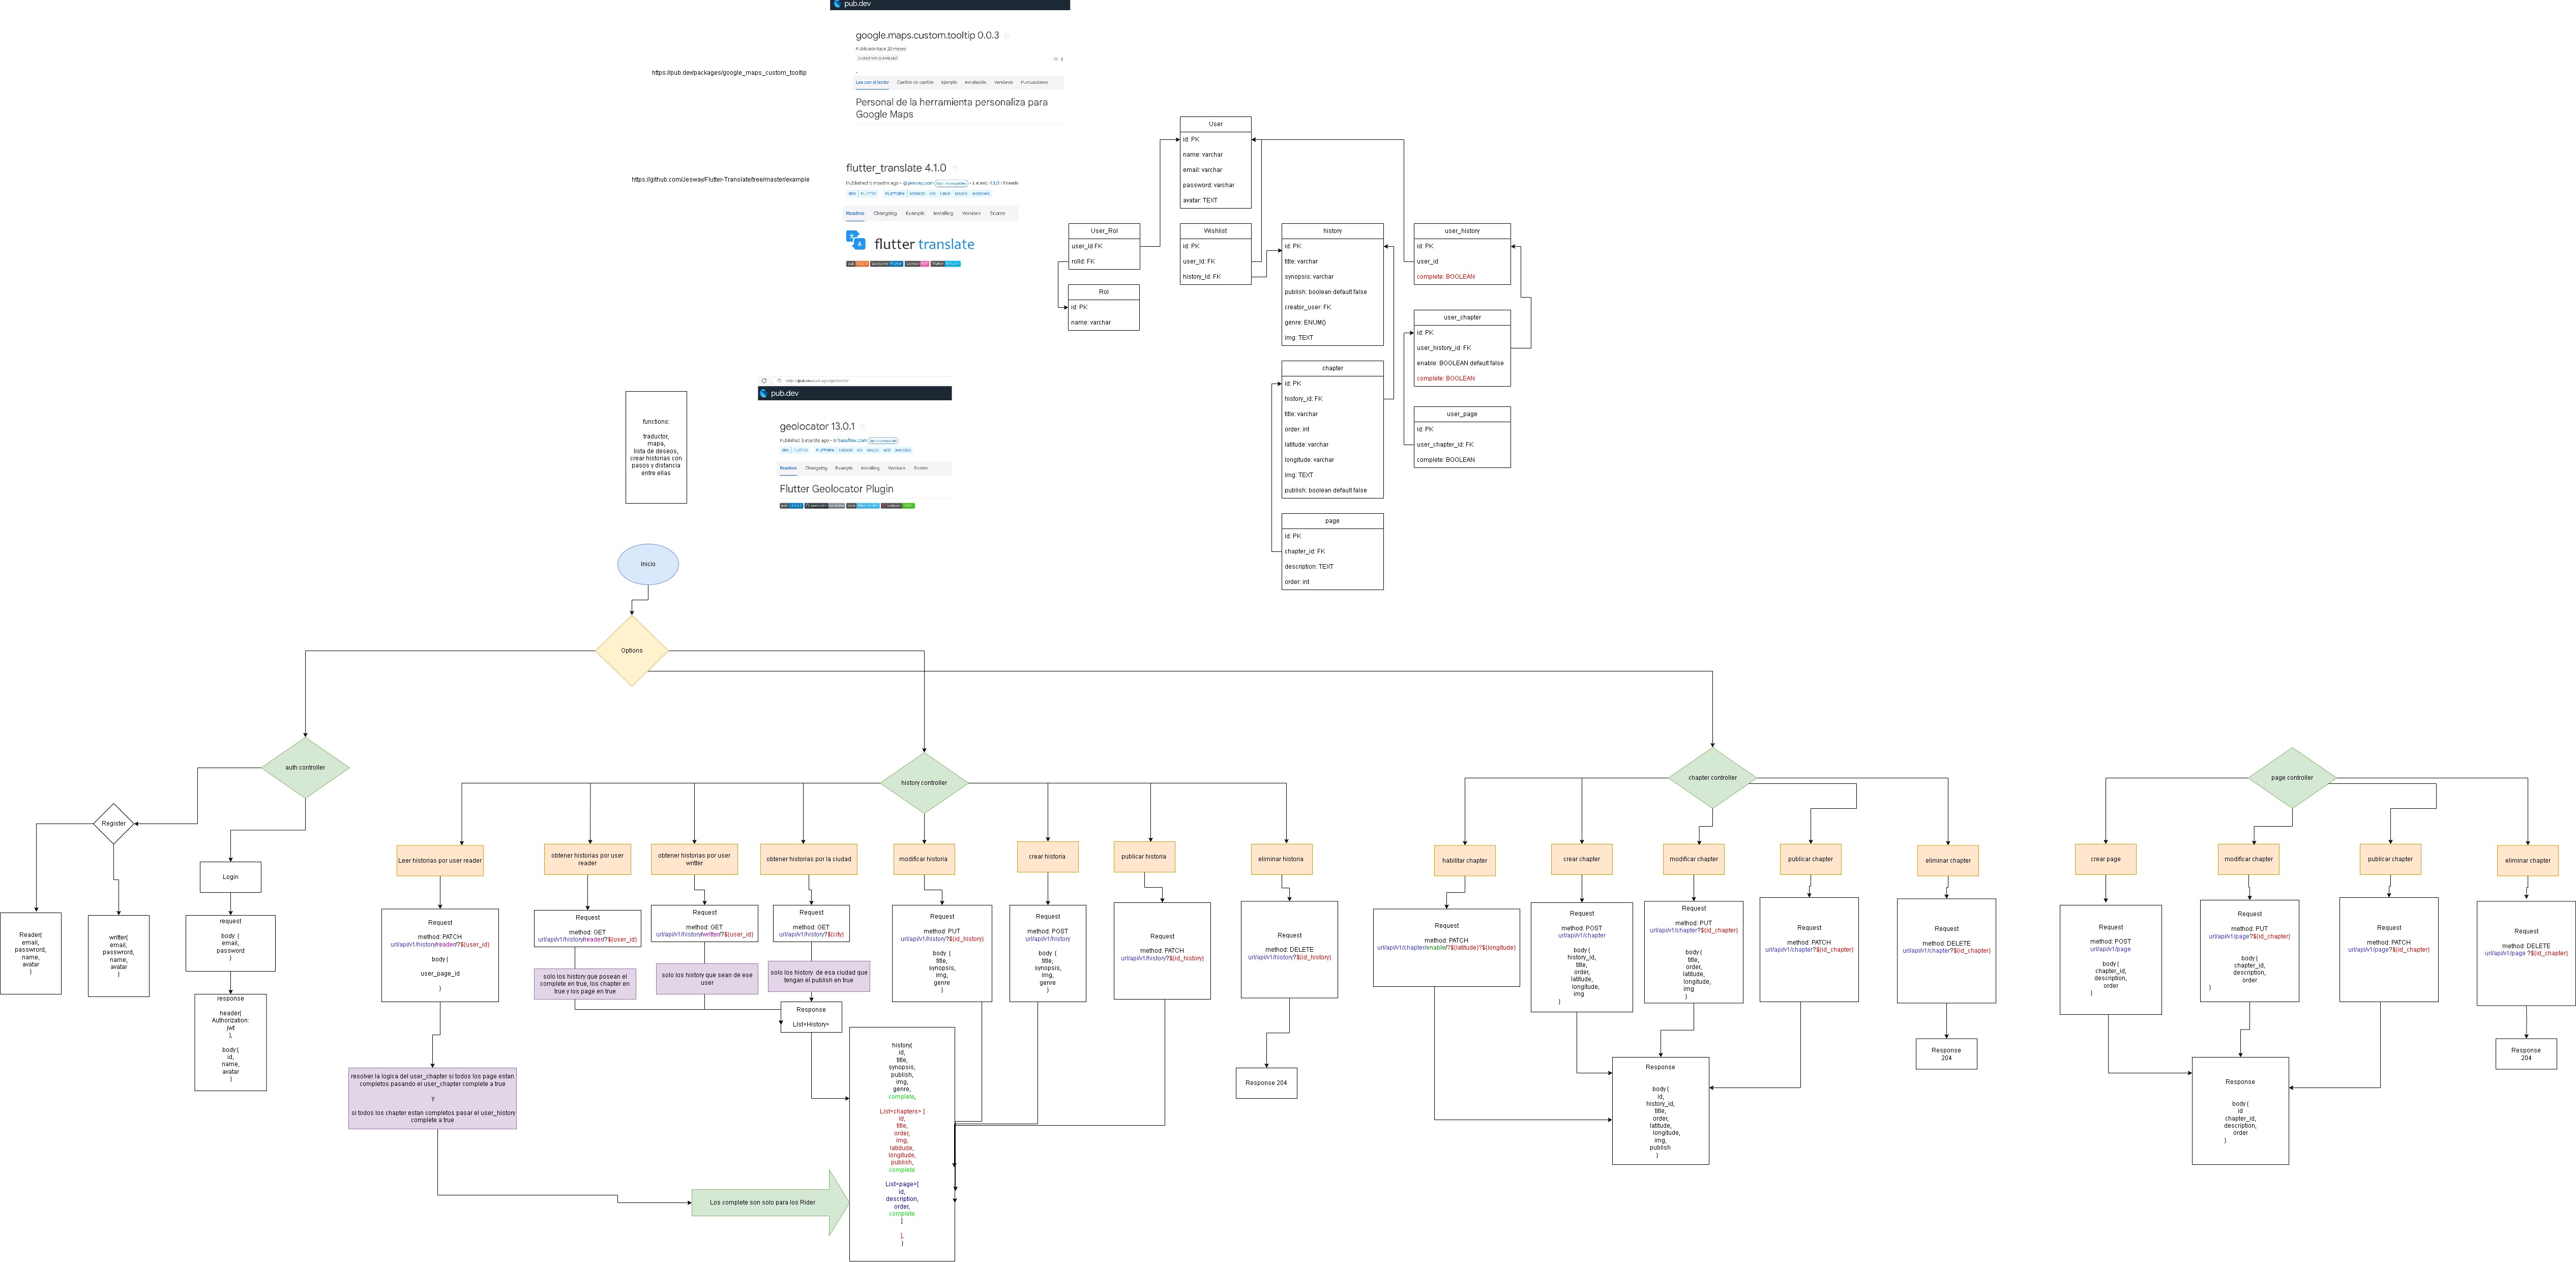 pub.dev
google.maps.custom.tooltip 0.0.3
https://pub.dev/packages/google_maps_custom_tooltip
Lea con el lector Cambio de cambio Ejemplo Instalación Versiones Puntuaciones
Personal de la herramienta personaliza para
Google Maps
flutter_translate 4.1.0
https://github.com/Jesway/Flutter-Translate/tree/master/example
Readme Changelog Example Installing Versions Scores
flutter translate
User
id: PK
name: varchar
email: varchar
password: varchar
avatar: TEXT
User_Rol
user_Id FK
rolId: FK
Rol
id: PK
name: varchar
Wishlist
id: PK
user_Id: FK
history_Id: FK
history
id: PK
title: varchar
synopsis: varchar
publish: boolean default false
creator_user: FK
genre: ENUM()
img: TEXT
user_history
id: PK
user_id
complete: BOOLEAN
user_chapter
id: PK
user_history_id: FK
enable: BOOLEAN default false
complete: BOOLEAN
user_page
id: PK
user_chapter_id: FK
complete: BOOLEAN
chapter
id: PK
history_id: FK
title: varchar
order: int
latitude: varchar
longitude: varchar
img: TEXT
publish: boolean default false
page
id: PK
chapter_id: FK
description: TEXT
order: int
functions:
traductor,
mapa,
lista de deseos,
crear historias con
pasos y distancia
entre ellas
pub.dev
geolocator 13.0.1
Readme Changelog Example Installing Versions Scores
Flutter Geolocator Plugin
Inicio
Options
auth controller
Register
Reader{
email,
password,
name,
avatar
}
writter{
email,
password,
name,
avatar
}
Login
request
body: {
email,
password
}
response
header{
Authorization:
jwt
},
body:{
id,
name,
avatar
}
history controller
Leer historias por user reader
Request
method: PATCH
url/api/v1/history/reader/?${user_id}
body {
user_page_id
}
resolver la logica del user_chapter si todos los page estan
completos pasando el user_chapter complete a true
y
si todos los chapter estan completos pasar el user_history
complete a true
obtener historias por user
reader
Request
method: GET
url/api/v1/history/reader/?${user_id}
solo los history que posean el
complete en true, los chapter en
true y los page en true
obtener historias por user
writter
Request
method: GET
url/api/v1/history/writter/?${user_id}
solo los history que sean de ese
user
obtener historias por la ciudad
Request
method: GET
url/api/v1/history?${city}
solo los history de esa ciudad que
tengan el publish en true
Response
LIst<History>
modificar historia
Request
method: PUT
url/api/v1/history?${id_history}
body {
title,
synopsis,
img,
genre
}
crear historia
Request
method: POST
url/api/v1/history
body {
title,
synopsis,
img,
genre
}
publicar historia
Request
method: PATCH
url/api/v1/history?${id_history}
eliminar historia
Request
method: DELETE
url/api/v1/history?${id_history}
Response 204
history{
id,
title,
synopsis,
publish,
img,
genre,
complete,
List<chapters> [
id,
title,
order,
img,
latidude,
longitude,
publish,
complete
List<page>[
id,
description,
order,
complete
]
],
}
Los complete son solo para los Rider
chapter controller
habilitar chapter
Request
method: PATCH
url/api/v1/chapter/enable/?${latitude}?${longitude}
crear chapter
Request
method: POST
url/api/v1/chapter
body {
history_id,
title,
order,
latitude,
longitude,
img
}
modificar chapter
Request
method: PUT
url/api/v1/chapter?${id_chapter}
body {
title,
order,
latitude,
longitude,
img
}
publicar chapter
Request
method: PATCH
url/api/v1/chapter?${id_chapter}
eliminar chapter
Request
method: DELETE
url/api/v1/chapter?${id_chapter}
Response
204
Response
body {
id,
history_id,
title,
order,
latitude,
longitude,
img,
publish
}
page controller
crear page
Request
method: POST
url/api/v1/page
body {
chapter_id,
description,
order
}
modificar chapter
Request
method: PUT
url/api/v1/page?${id_chapter}
body {
chapter_id,
description,
order
}
publicar chapter
Request
method: PATCH
url/api/v1/page?${id_chapter}
eliminar chapter
Request
method: DELETE
url/api/v1/page ?${id_chapter}
Response
204
Response
body {
id
chapter_id,
description,
order
}